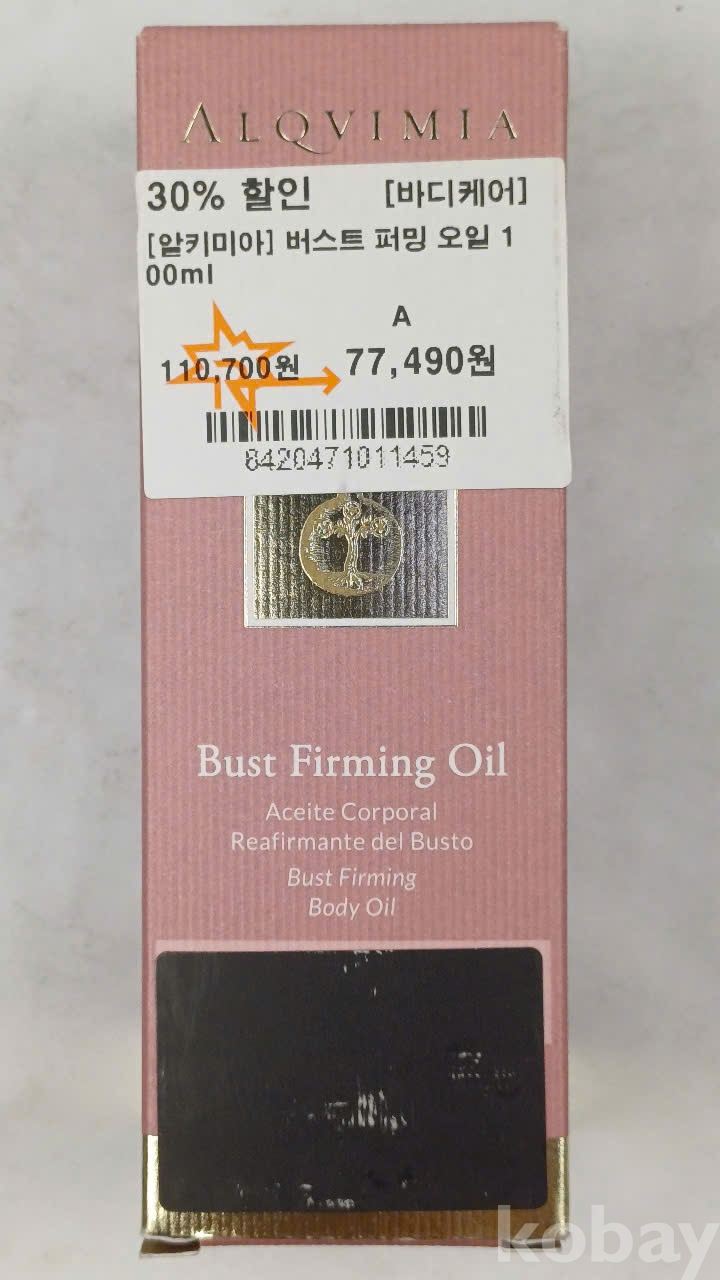 ALQVIMIA
30% 할인 [바디케어]
[알키미아] 버스트 퍼밍 오일 1
00ml
A
110,700원 77,490원
8420471011459
Bust Firming Oil
Aceite Corporal
Reafirmante del Busto
Bust Firming
Body Oil
kobay